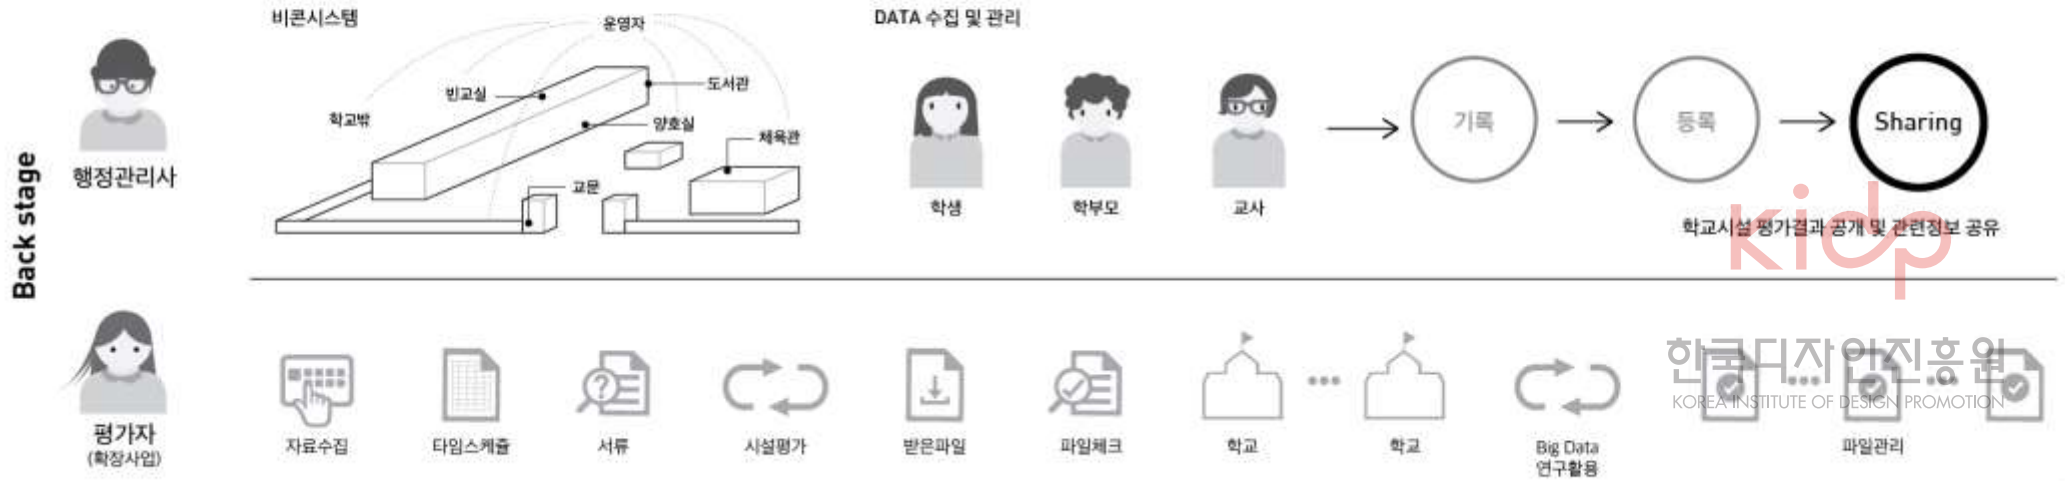 비콘시스템
운영자
DATA 수집 및 관리
빈교실
도서관
학교밖
양호실
체육관
교문
행정관리사
Back stage
학생
학부모
교사
기록
등록
Sharing
학교시설 평가결과 공개 및 관련정보 공유
kidp
평가자
(확장사업)
자료수집
타임스케쥴
서류
시설평가
받은파일
파일체크
학교
학교
Big Data
연구활용
파일관리
한국디자인진흥원
KOREA INSTITUTE OF DESIGN PROMOTION